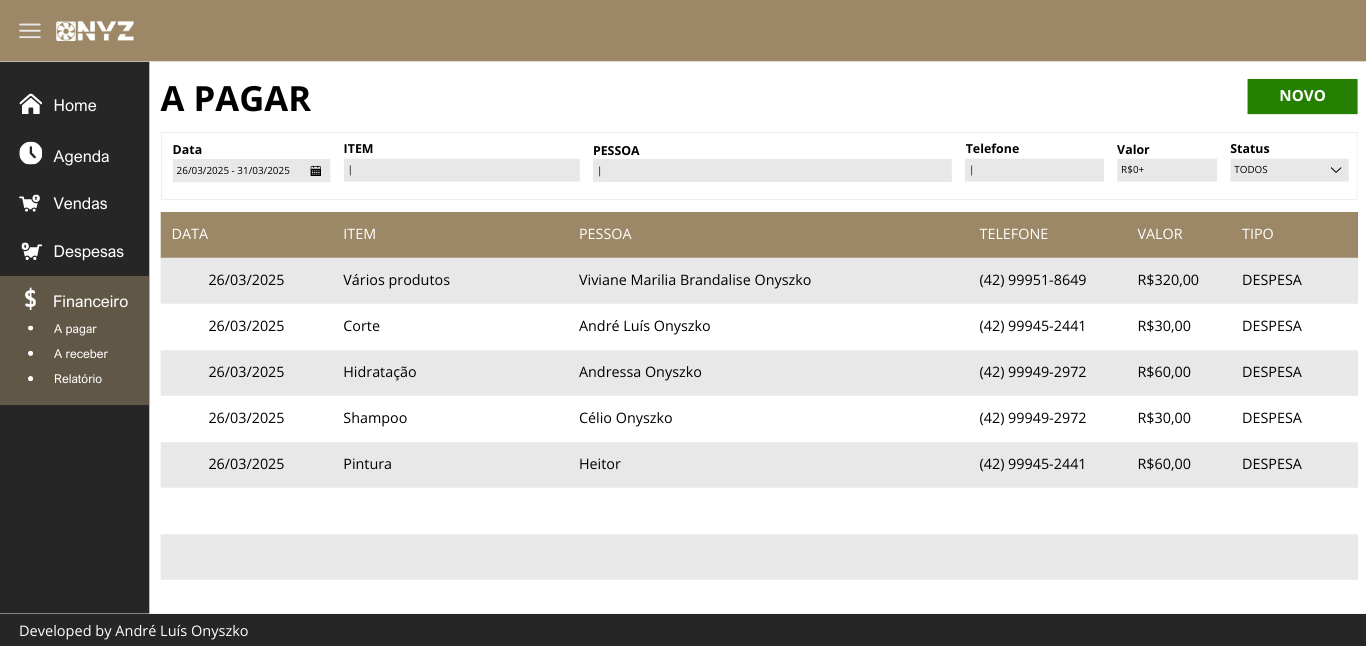 ONYZ
Home
Agenda
Vendas
Despesas
$ Financeiro
• A pagar
• A receber
• Relatório
A PAGAR
NOVO
Data ITEM PESSOA Telefone Valor Status
26/03/2025 - 31/03/2025 | | | R$0+ TODOS
DATA ITEM PESSOA TELEFONE VALOR TIPO
26/03/2025 Vários produtos Viviane Marilia Brandalise Onyszko (42) 99951-8649 R$320,00 DESPESA
26/03/2025 Corte André Luís Onyszko (42) 99945-2441 R$30,00 DESPESA
26/03/2025 Hidratação Andressa Onyszko (42) 99949-2972 R$60,00 DESPESA
26/03/2025 Shampoo Célio Onyszko (42) 99949-2972 R$30,00 DESPESA
26/03/2025 Pintura Heitor (42) 99945-2441 R$60,00 DESPESA
Developed by André Luís Onyszko